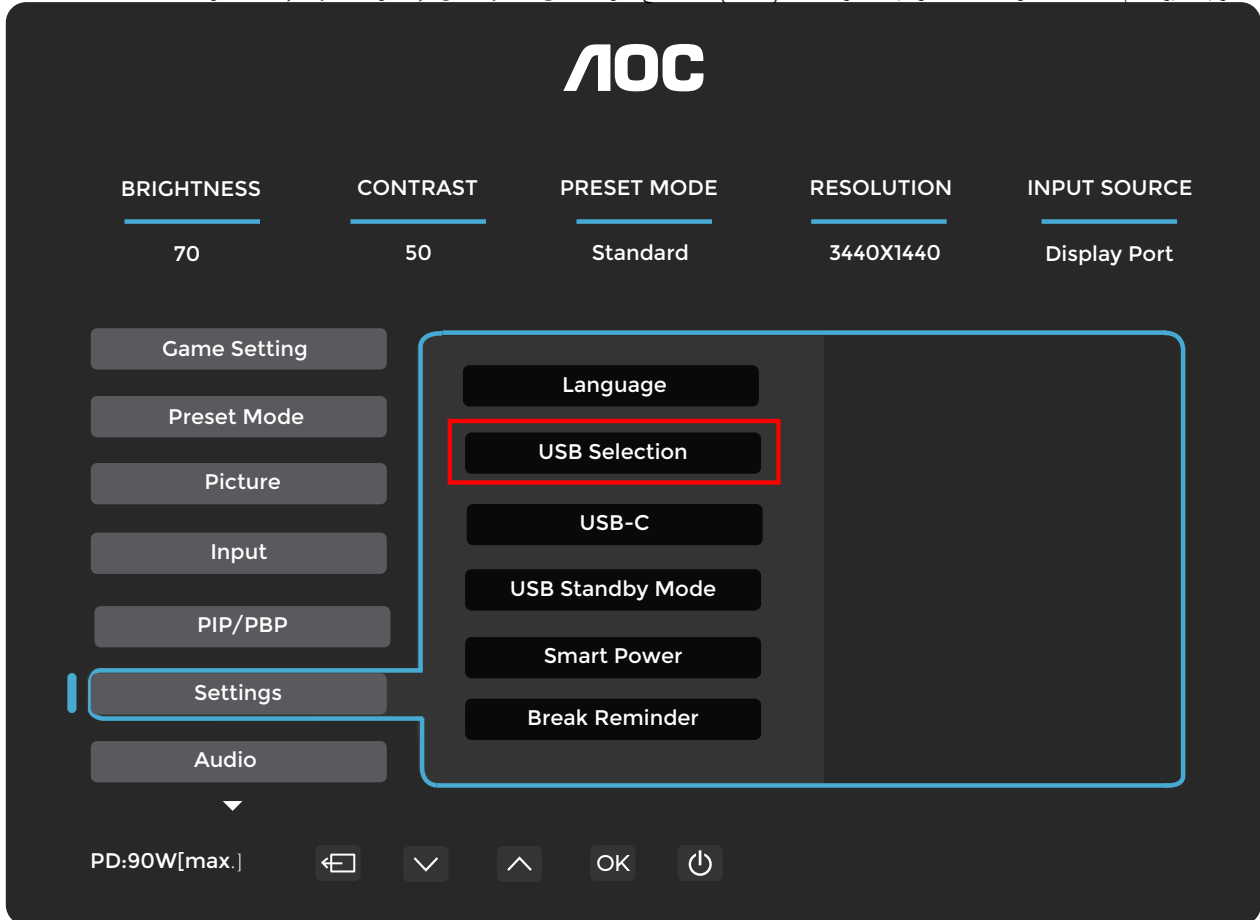 AOC
BRIGHTNESS CONTRAST PRESET MODE RESOLUTION INPUT SOURCE
70 50 Standard 3440X1440 Display Port
Game Setting
Preset Mode
Picture
Input
PIP/PBP
Settings
Audio
Language
USB Selection
USB-C
USB Standby Mode
Smart Power
Break Reminder
PD:90W[max.]
OK